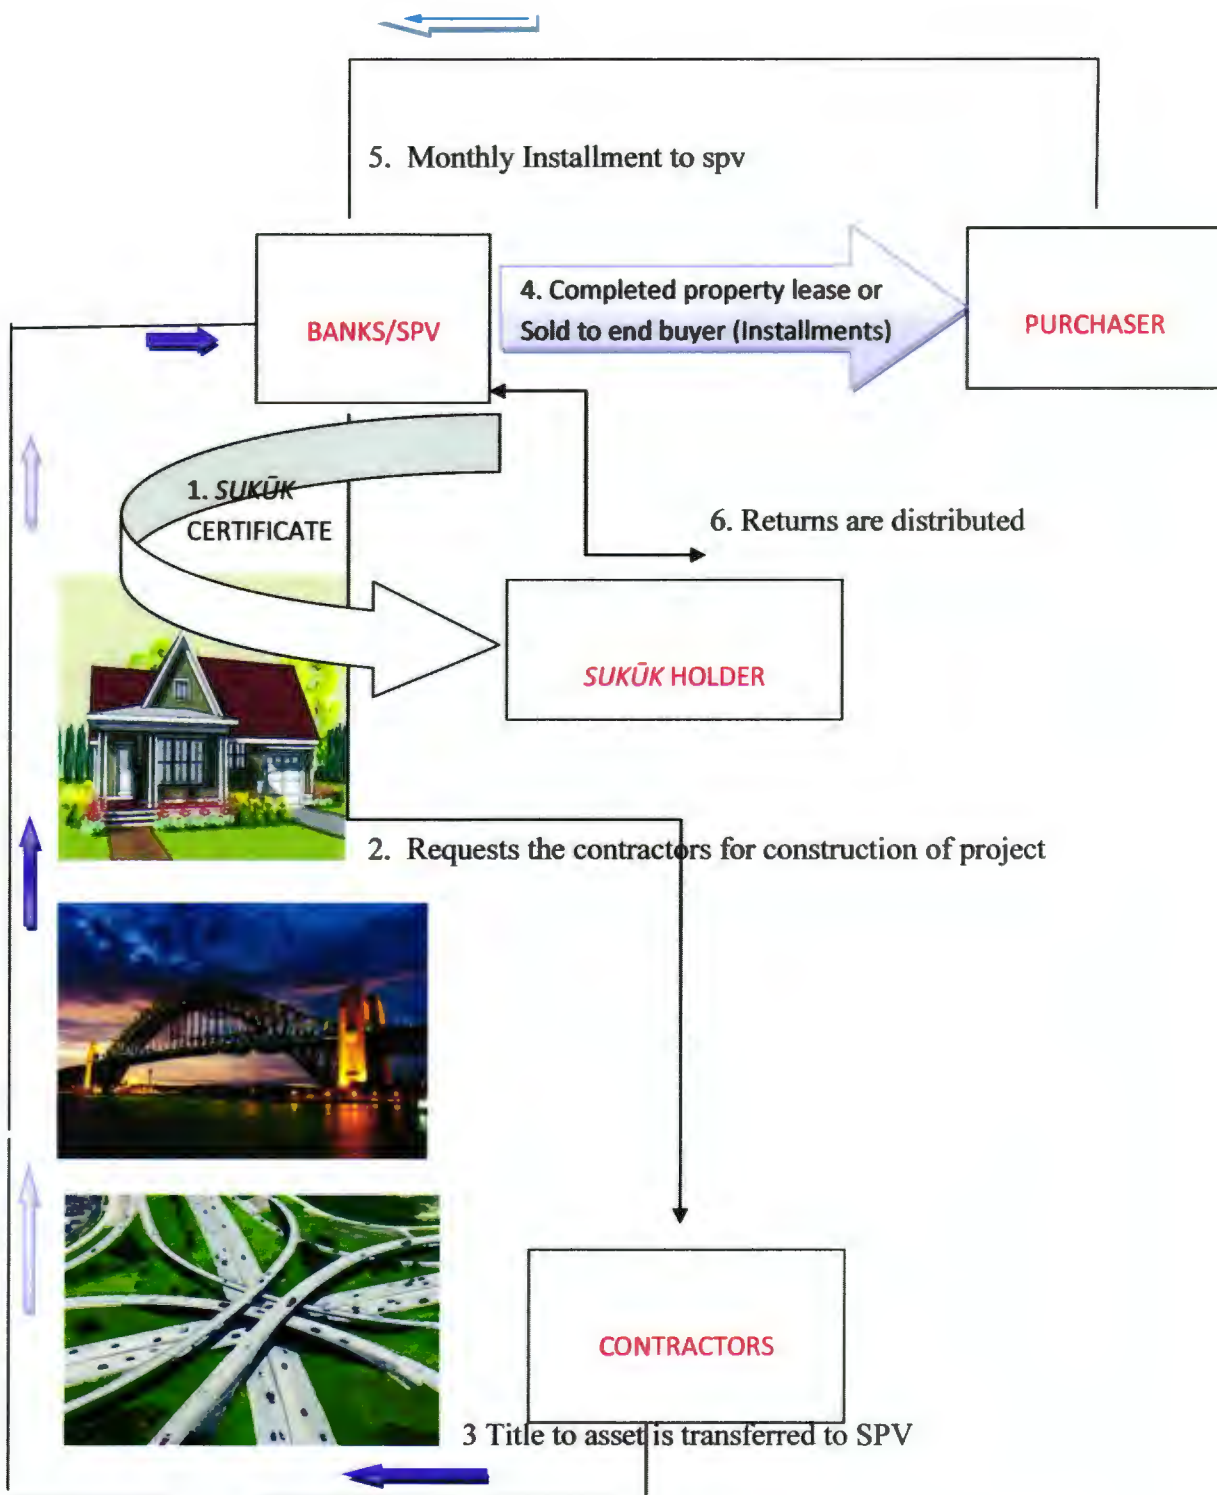 5. Monthly Installment to spv
BANKS/SPV
4. Completed property lease or
Sold to end buyer (Installments)
PURCHASER
1. SUKŪK
CERTIFICATE
6. Returns are distributed
SUKŪK HOLDER
2. Requests the contractors for construction of project
CONTRACTORS
3 Title to asset is transferred to SPV